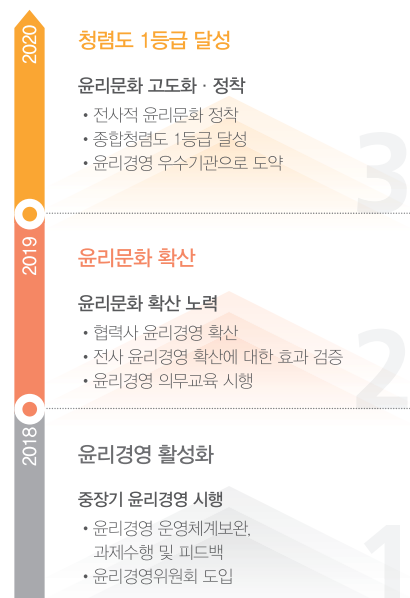 2020
청렴도 1등급 달성
윤리문화 고도화 · 정착
• 전사적 윤리문화 정착
• 종합청렴도 1등급 달성
• 윤리경영 우수기관으로 도약
3
2019
윤리문화 확산
윤리문화 확산 노력
• 협력사 윤리경영 확산
• 전사 윤리경영 확산에 대한 효과 검증
• 윤리경영 의무교육 시행
2
2018
윤리경영 활성화
중장기 윤리경영 시행
• 윤리경영 운영체계보완,
과제수행 및 피드백
• 윤리경영위원회 도입
1